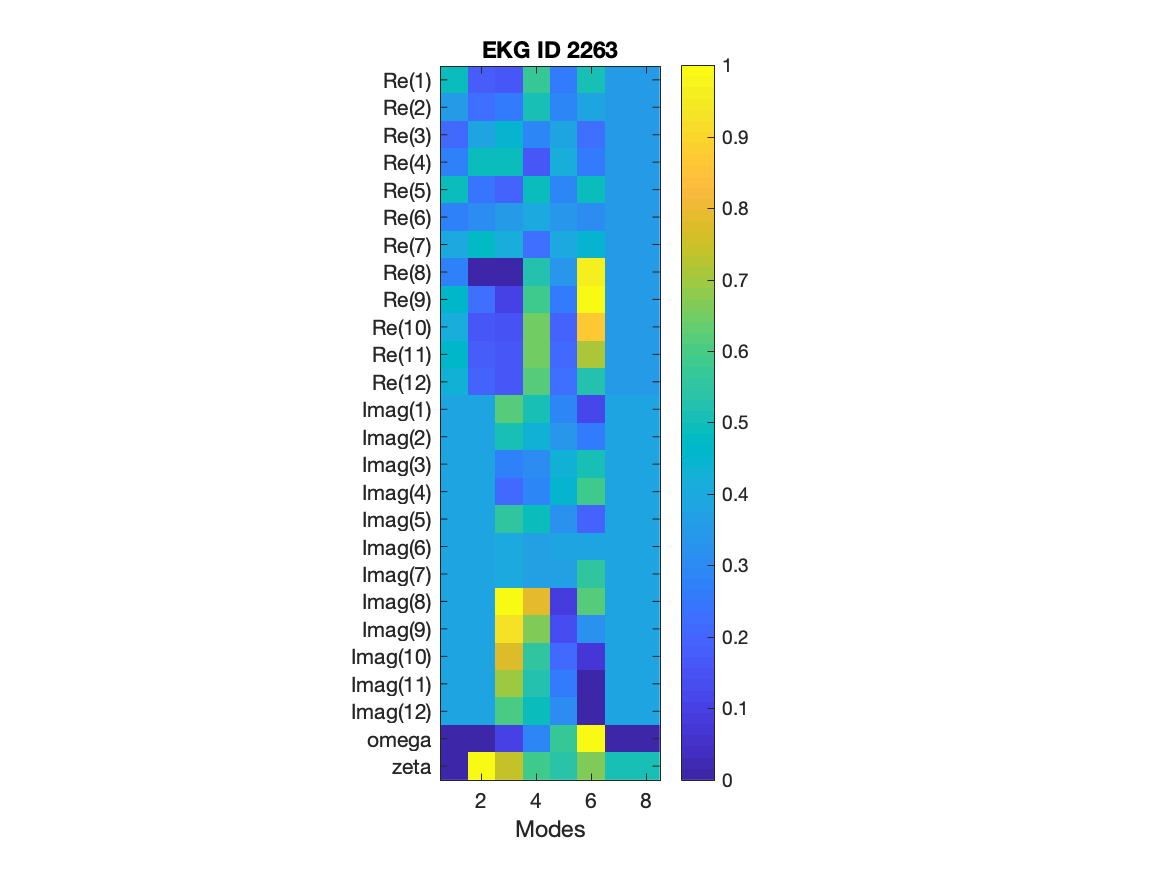 EKG ID 2263
Re(1)
Re(2)
Re(3)
Re(4)
Re(5)
Re(6)
Re(7)
Re(8)
Re(9)
Re(10)
Re(11)
Re(12)
Imag(1)
Imag(2)
Imag(3)
Imag(4)
Imag(5)
Imag(6)
Imag(7)
Imag(8)
Imag(9)
Imag(10)
Imag(11)
Imag(12)
omega
zeta
2 4 6 8
Modes
1
0.9
0.8
0.7
0.6
0.5
0.4
0.3
0.2
0.1
0